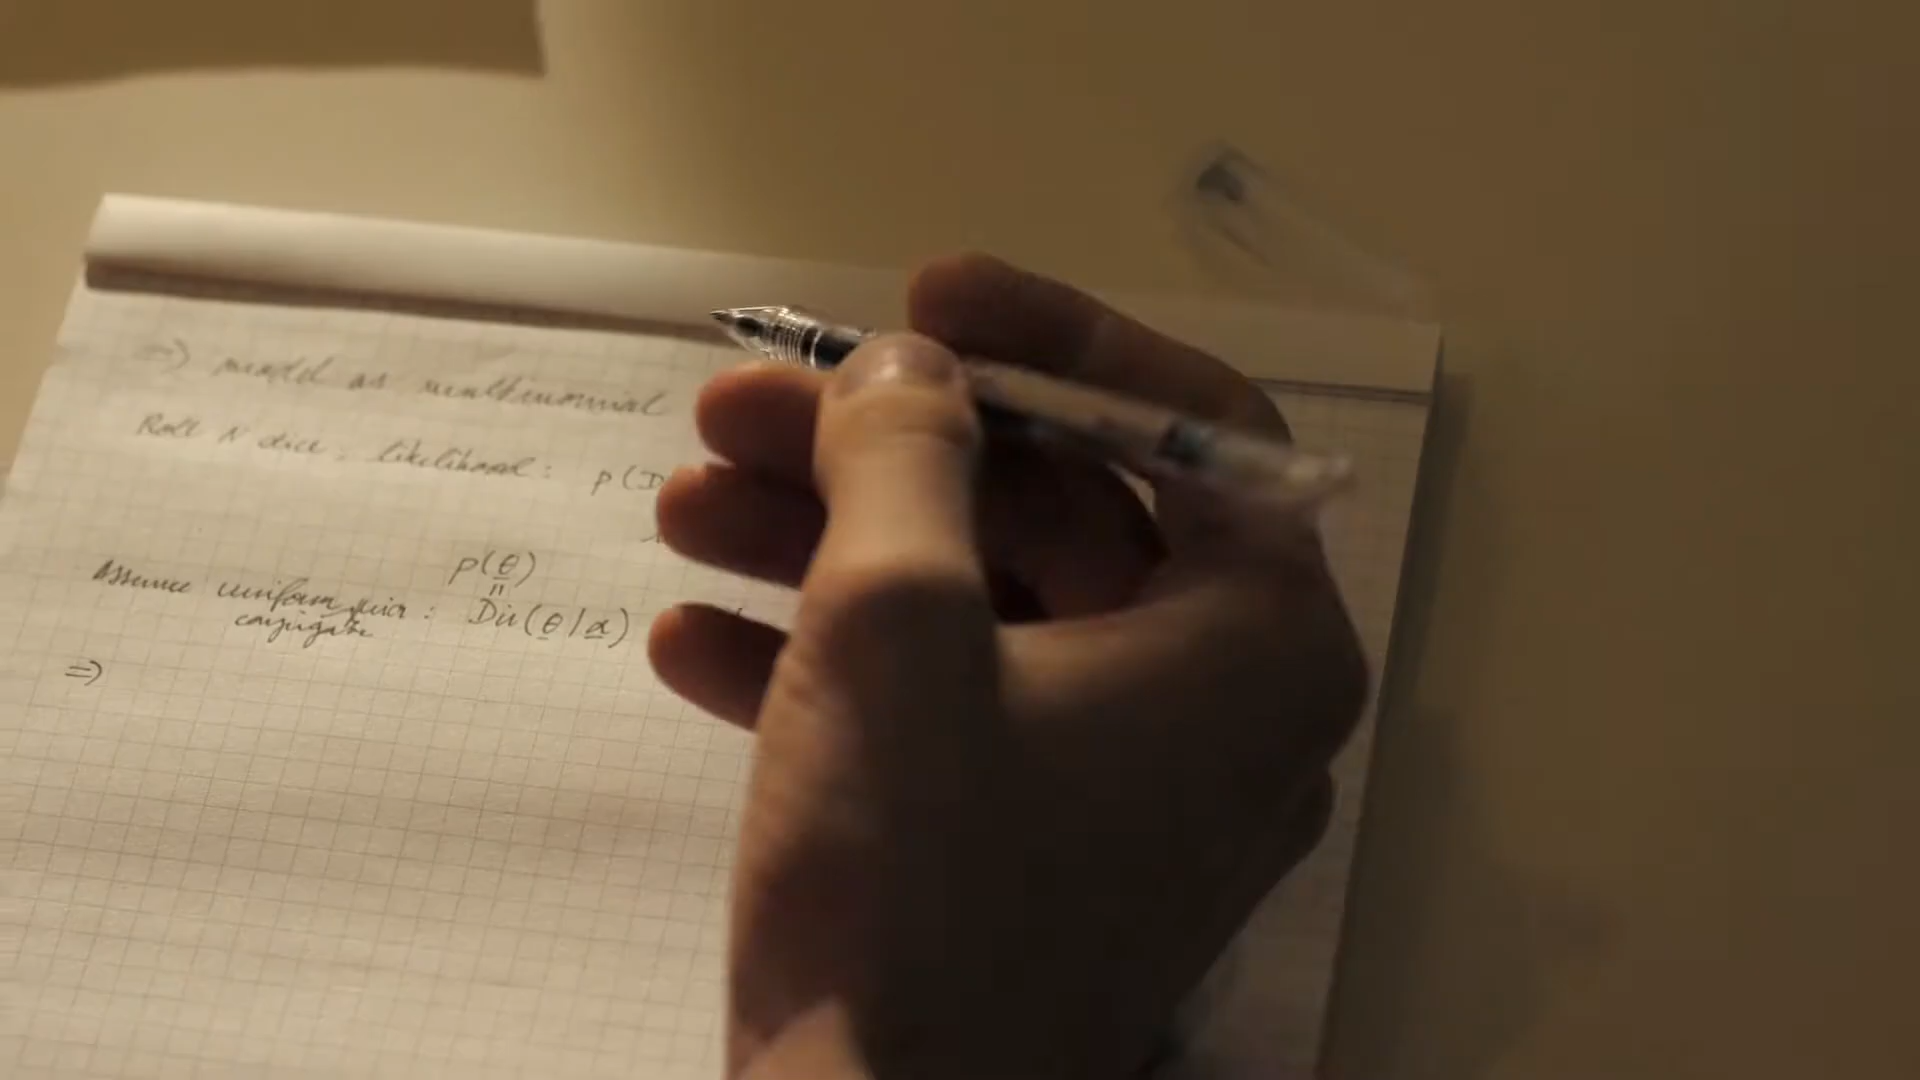 => model as multinomial
Roll N dice, likelihood: p(D
p(θ)
Assume uniform prior: Dir(θ|α)
conjugate
=>